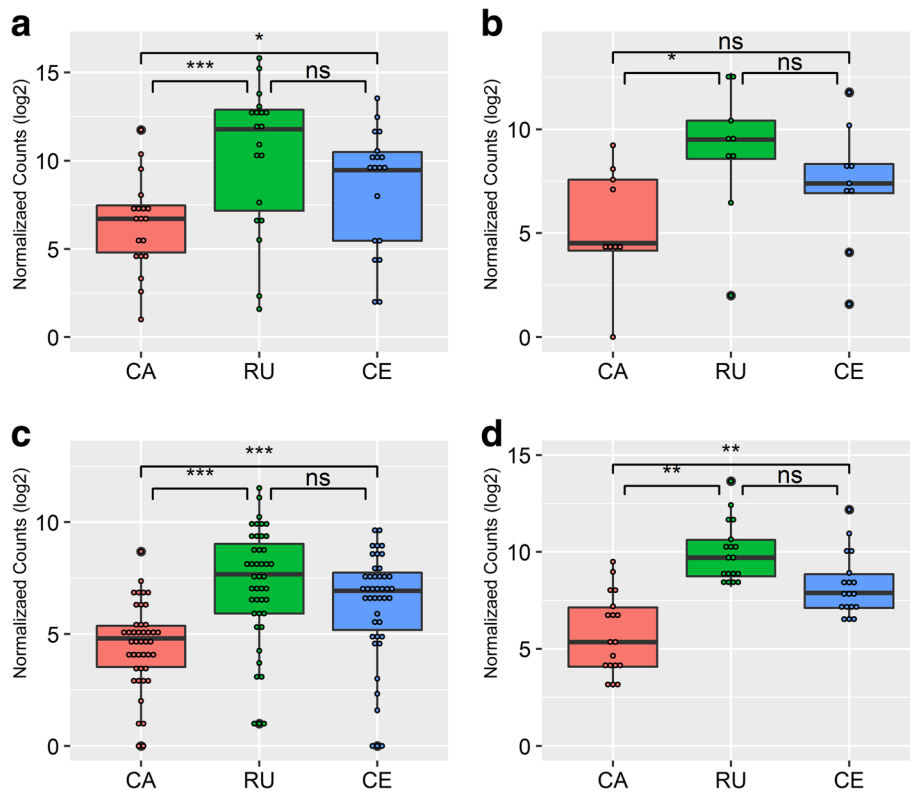 a
Normalizaed Counts (log2)
15
10
5
0
*
***
ns
CA
RU
CE
b
Normalizaed Counts (log2)
10
5
0
ns
*
ns
CA
RU
CE
c
Normalizaed Counts (log2)
10
5
0
***
***
ns
CA
RU
CE
d
Normalizaed Counts (log2)
15
10
5
0
**
**
ns
CA
RU
CE